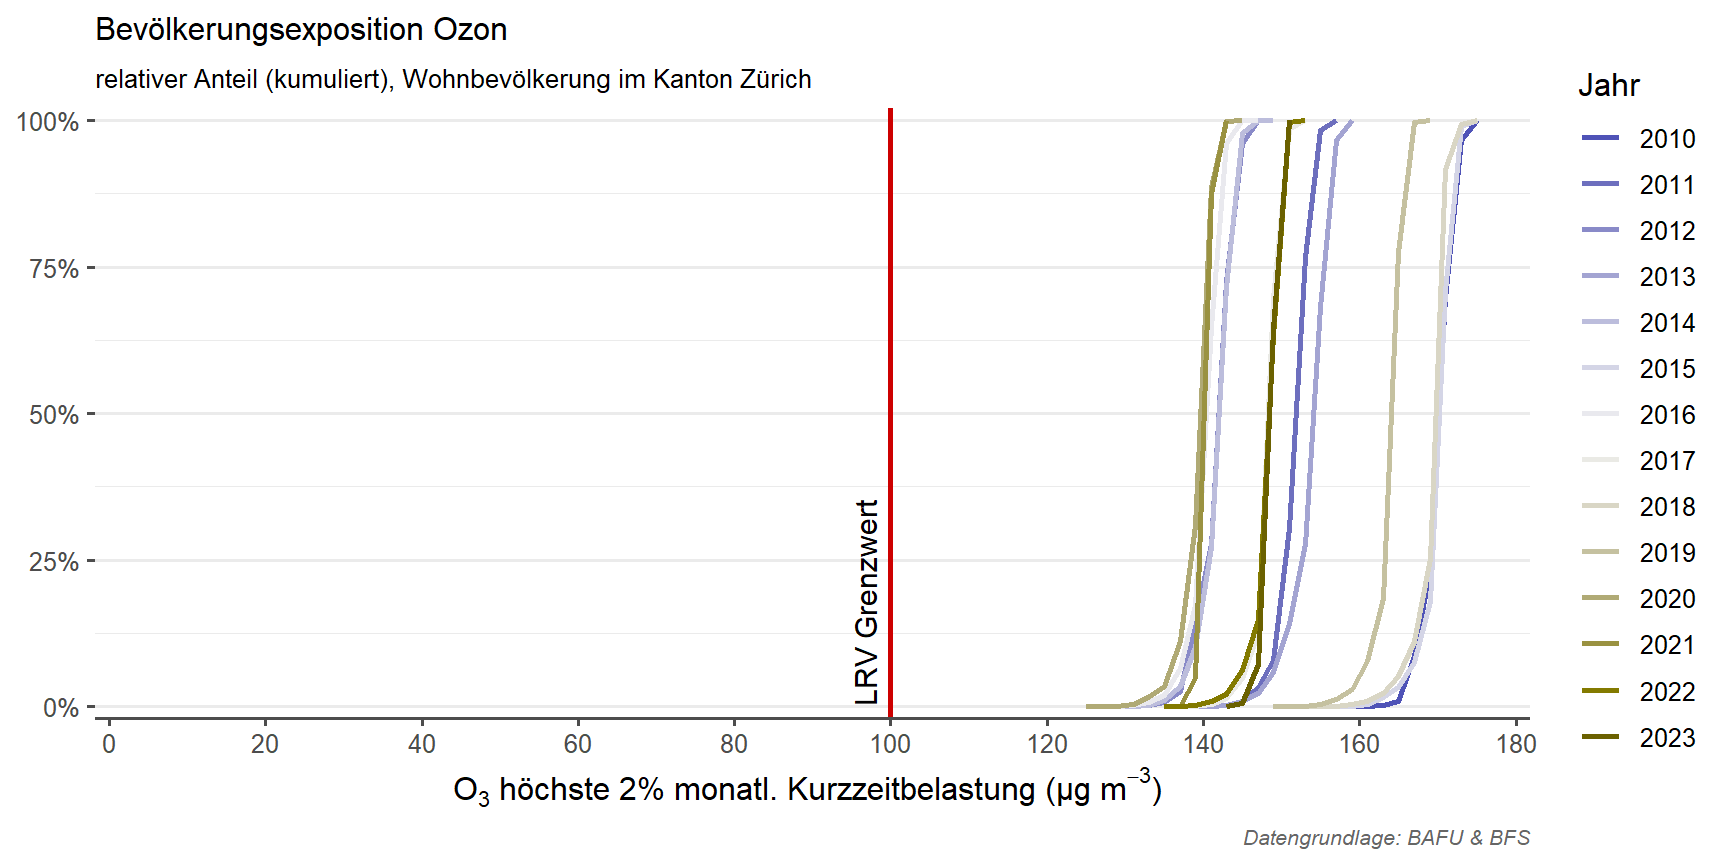 Bevölkerungsexposition Ozon
relativer Anteil (kumuliert), Wohnbevölkerung im Kanton Zürich
100%
75%
50%
25%
0%
LRV Grenzwert
0 20 40 60 80 100 120 140 160 180
O₃ höchste 2% monatl. Kurzzeitbelastung (µg m⁻³)
Jahr
2010
2011
2012
2013
2014
2015
2016
2017
2018
2019
2020
2021
2022
2023
Datengrundlage: BAFU & BFS